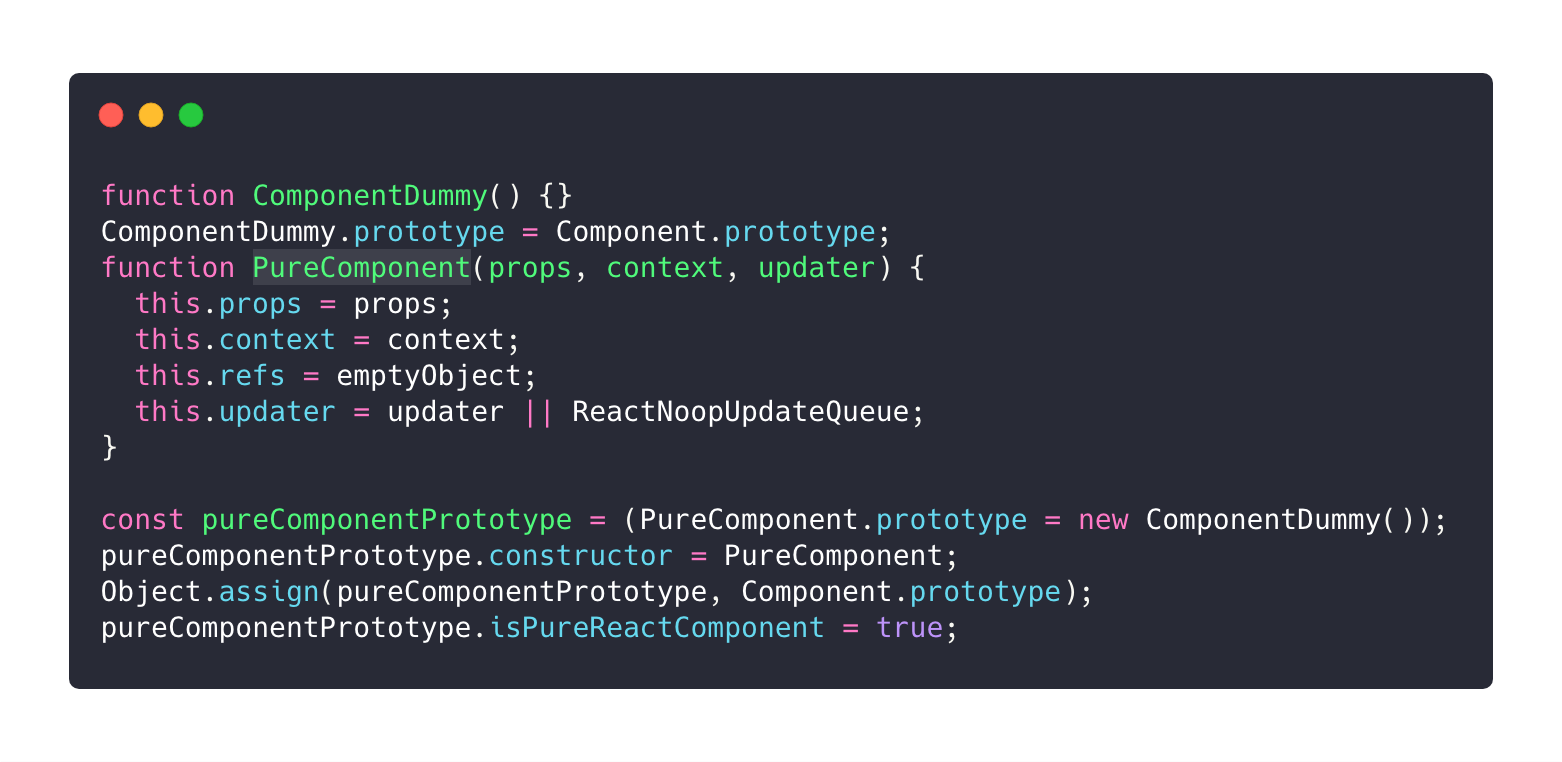 function ComponentDummy() {}
ComponentDummy.prototype = Component.prototype;
function PureComponent(props, context, updater) {
  this.props = props;
  this.context = context;
  this.refs = emptyObject;
  this.updater = updater || ReactNoopUpdateQueue;
}

const pureComponentPrototype = (PureComponent.prototype = new ComponentDummy());
pureComponentPrototype.constructor = PureComponent;
Object.assign(pureComponentPrototype, Component.prototype);
pureComponentPrototype.isPureReactComponent = true;